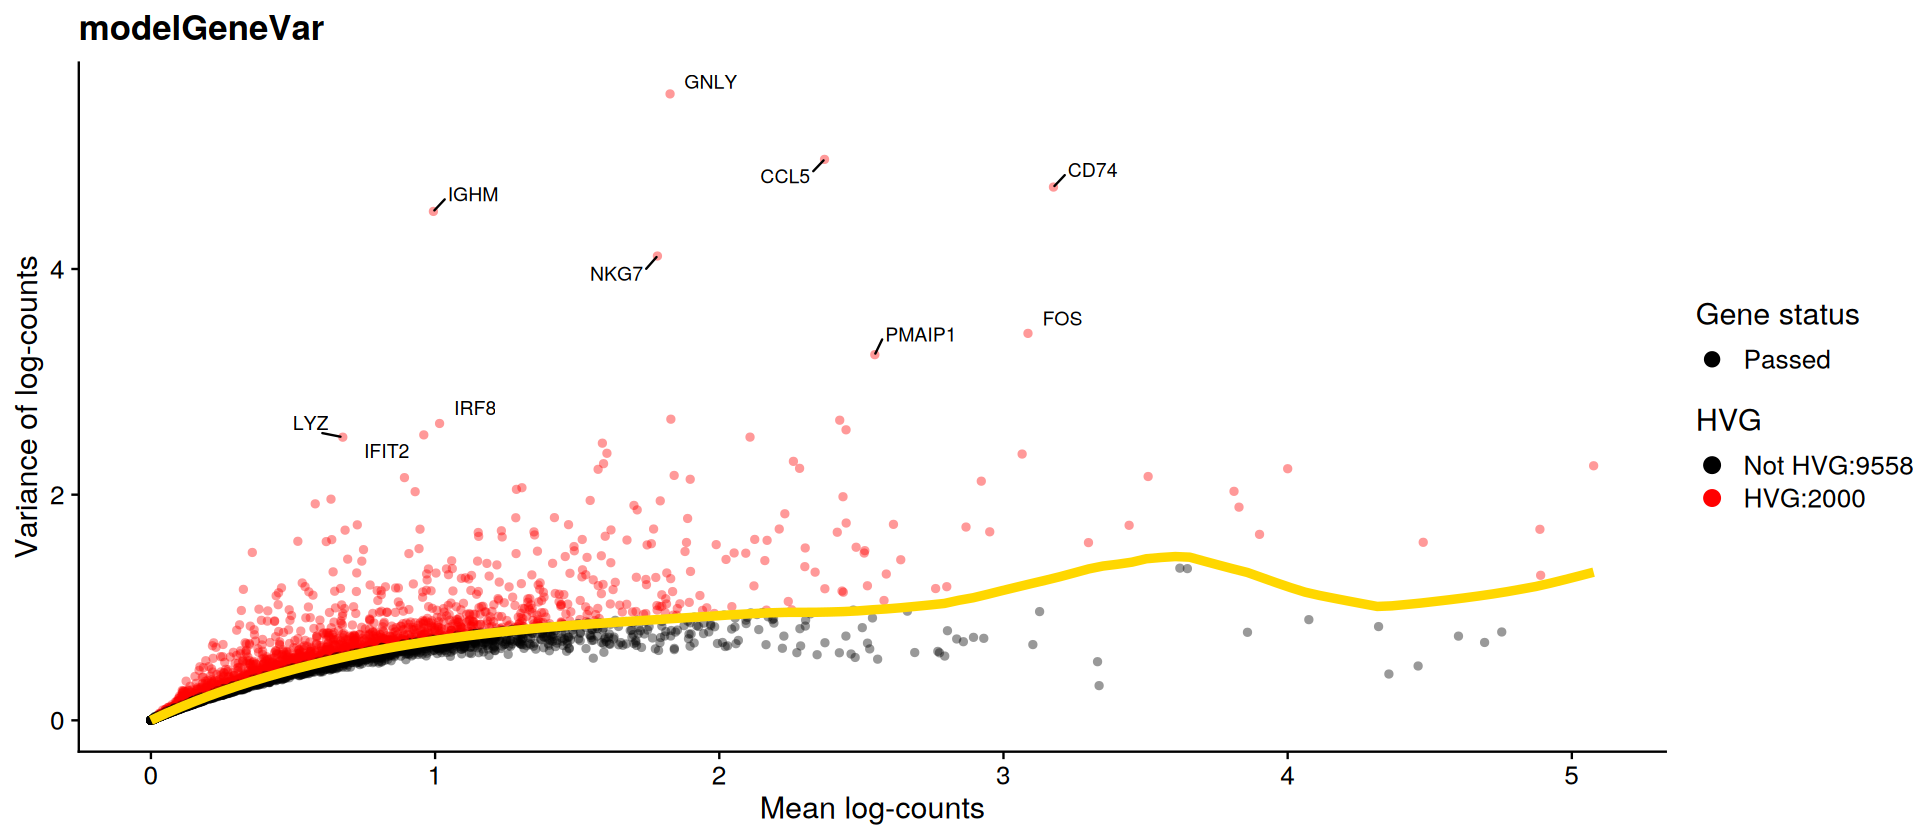 modelGeneVar
GNLY
CCL5
CD74
IGHM
NKG7
FOS
PMAIP1
IRF8
LYZ
IFIT2
Variance of log-counts
4
2
0
0 1 2 3 4 5
Mean log-counts
Gene status
Passed
HVG
Not HVG:9558
HVG:2000